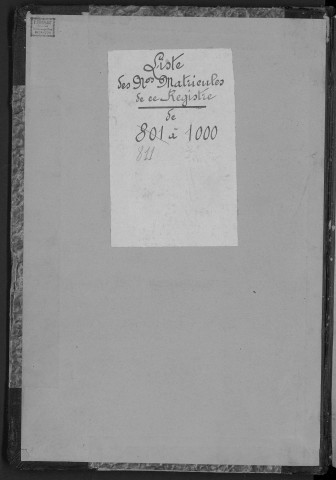 Liste
des Nos Matricules
de ce Registre
de
801 à 1000
811